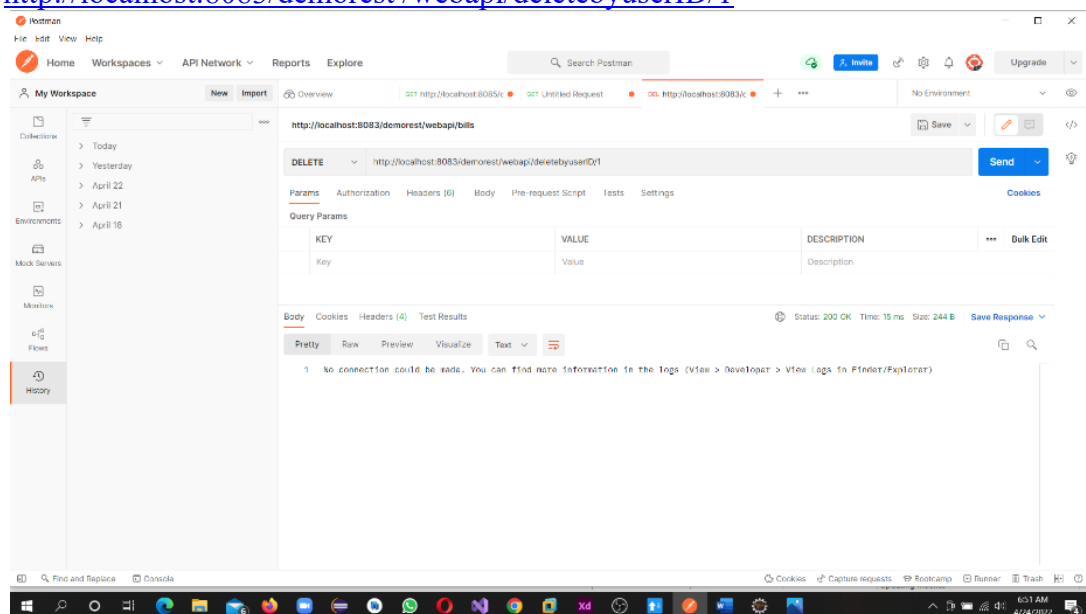 http://localhost:8083/demorest /webapi/deletebyuserID/1
Postman
File Edit View Help
Home Workspaces API Network Reports Explore Search Postman Invite Upgrade
My Workspace New Import Overview GET http://localhost:8085/c GET Untitled Request DEL http://localhost:8083/c + No Environment
Collections
APIs
Environments
Mock Servers
Monitors
Flows
History
Today
Yesterday
April 22
April 21
April 18
http://localhost:8083/demorest/webapi/bills Save
DELETE http://localhost:8083/demorest/webapi/deletebyuserID/1 Send
Params Authorization Headers (6) Body Pre-request Script Tests Settings Cookies
Query Params
KEY VALUE DESCRIPTION Bulk Edit
Key Value Description
Body Cookies Headers (4) Test Results Status: 200 OK Time: 15 ms Size: 244 B Save Response
Pretty Raw Preview Visualize Text
1 No connection could be made. You can find more information in the logs (View > Developer > View Logs in Finder/Explorer)
Find and Replace Console Cookies Capture requests Bootcamp Runner Trash
Xd
6:51 AM
4/24/2022